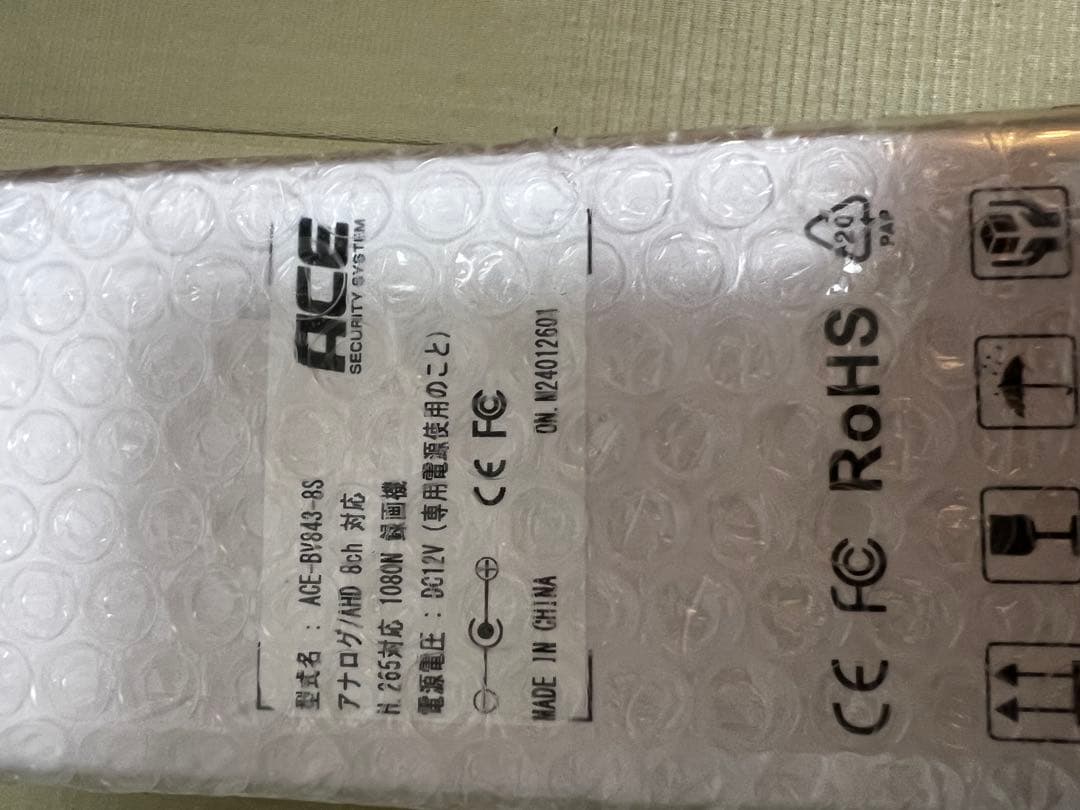 ACE
SECURITY SYSTEM
型式名 : ACE-BV843-8S
アナログ/AHD 8ch 対応
H.265対応 1080N 録画機
電源電圧 : DC12V (専用電源使用のこと)
CE FC
MADE IN CHINA ON.N24012601
CE FC RoHS
20
PAP